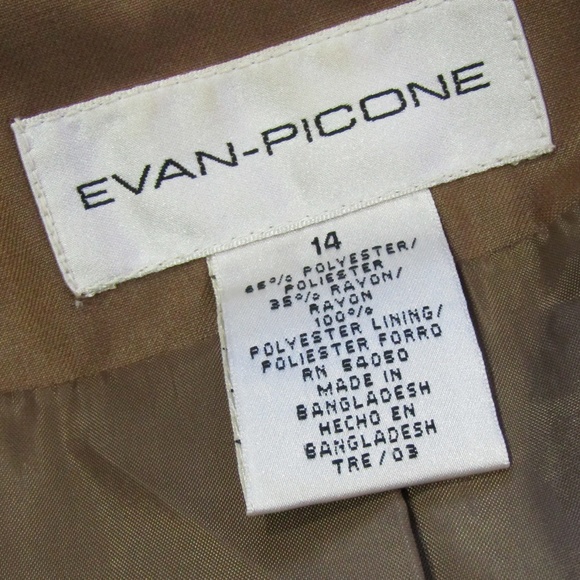 EVAN-PICONE
14
65% POLYESTER/
POLIESTER
35% RAYON/
RAYON
100%
POLYESTER LINING/
POLIESTER FORRO
RN 54050
MADE IN
BANGLADESH
HECHO EN
BANGLADESH
TRE/03